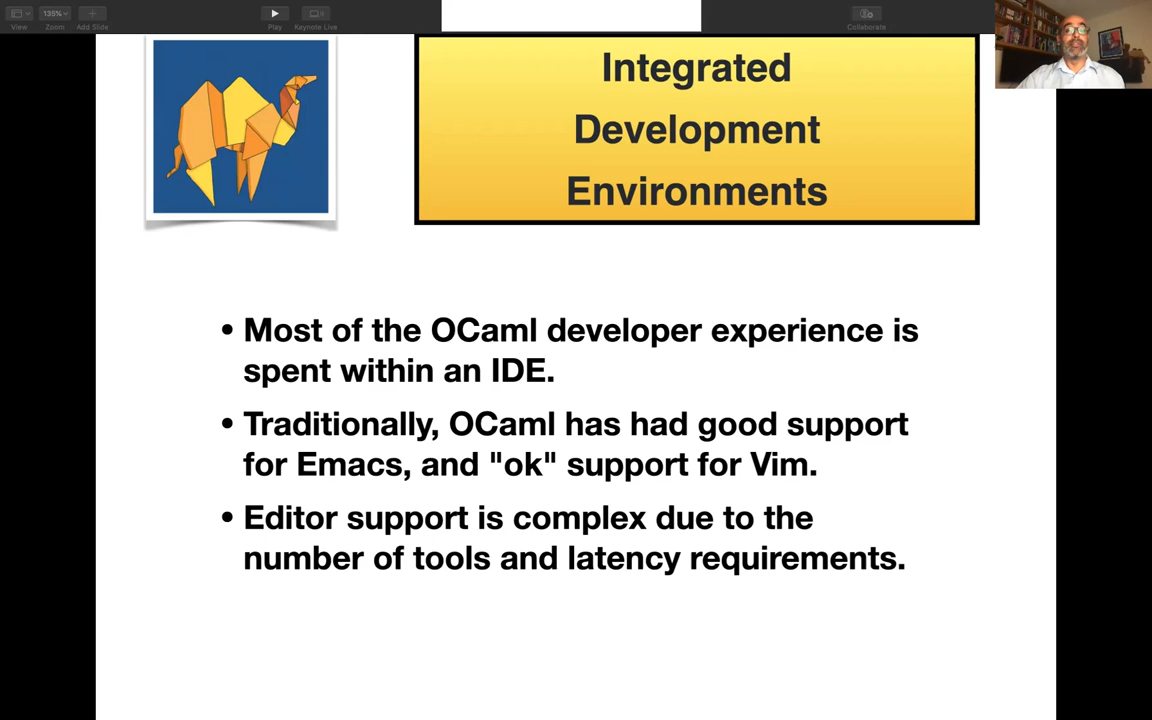 135%
View
Zoom
Add Slide
Play
Keynote Live
Collaborate
Integrated
Development
Environments
• Most of the OCaml developer experience is
spent within an IDE.
• Traditionally, OCaml has had good support
for Emacs, and "ok" support for Vim.
• Editor support is complex due to the
number of tools and latency requirements.